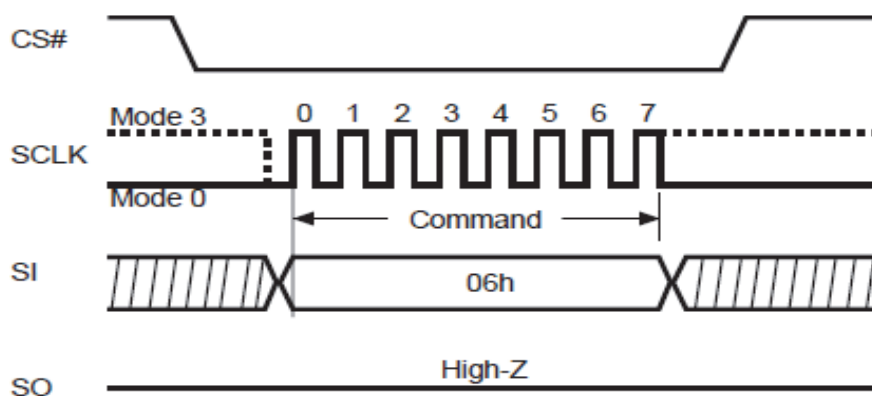 CS#
Mode 3
0 1 2 3 4 5 6 7
SCLK
Mode 0
Command
SI
06h
High-Z
SO